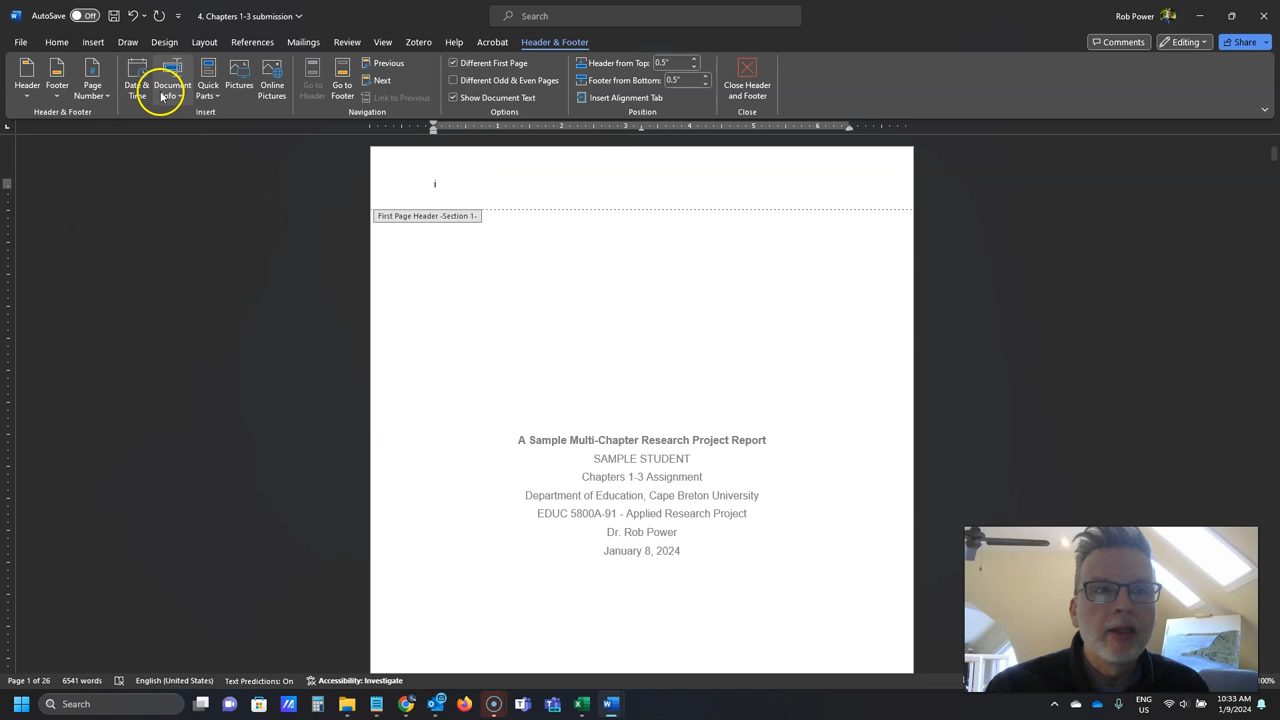 AutoSave Off 4. Chapters 1-3 submission Search Rob Power
File Home Insert Draw Design Layout References Mailings Review View Zotero Help Acrobat Header & Footer Comments Editing Share
Header Footer Page Number Date & Time Document Info Quick Parts Pictures Online Pictures Go to Header Go to Footer Previous Next Link to Previous
Different First Page Header from Top: 0.5"
Different Odd & Even Pages Footer from Bottom: 0.5"
Show Document Text Insert Alignment Tab Close Header and Footer
Header & Footer Insert Navigation Options Position Close
1 2 3 4 5 6
i
First Page Header -Section 1-
A Sample Multi-Chapter Research Project Report
SAMPLE STUDENT
Chapters 1-3 Assignment
Department of Education, Cape Breton University
EDUC 5800A-91 - Applied Research Project
Dr. Rob Power
January 8, 2024
Page 1 of 26 6541 words English (United States) Text Predictions: On Accessibility: Investigate 100%
Search ENG US 10:33 AM 1/9/2024